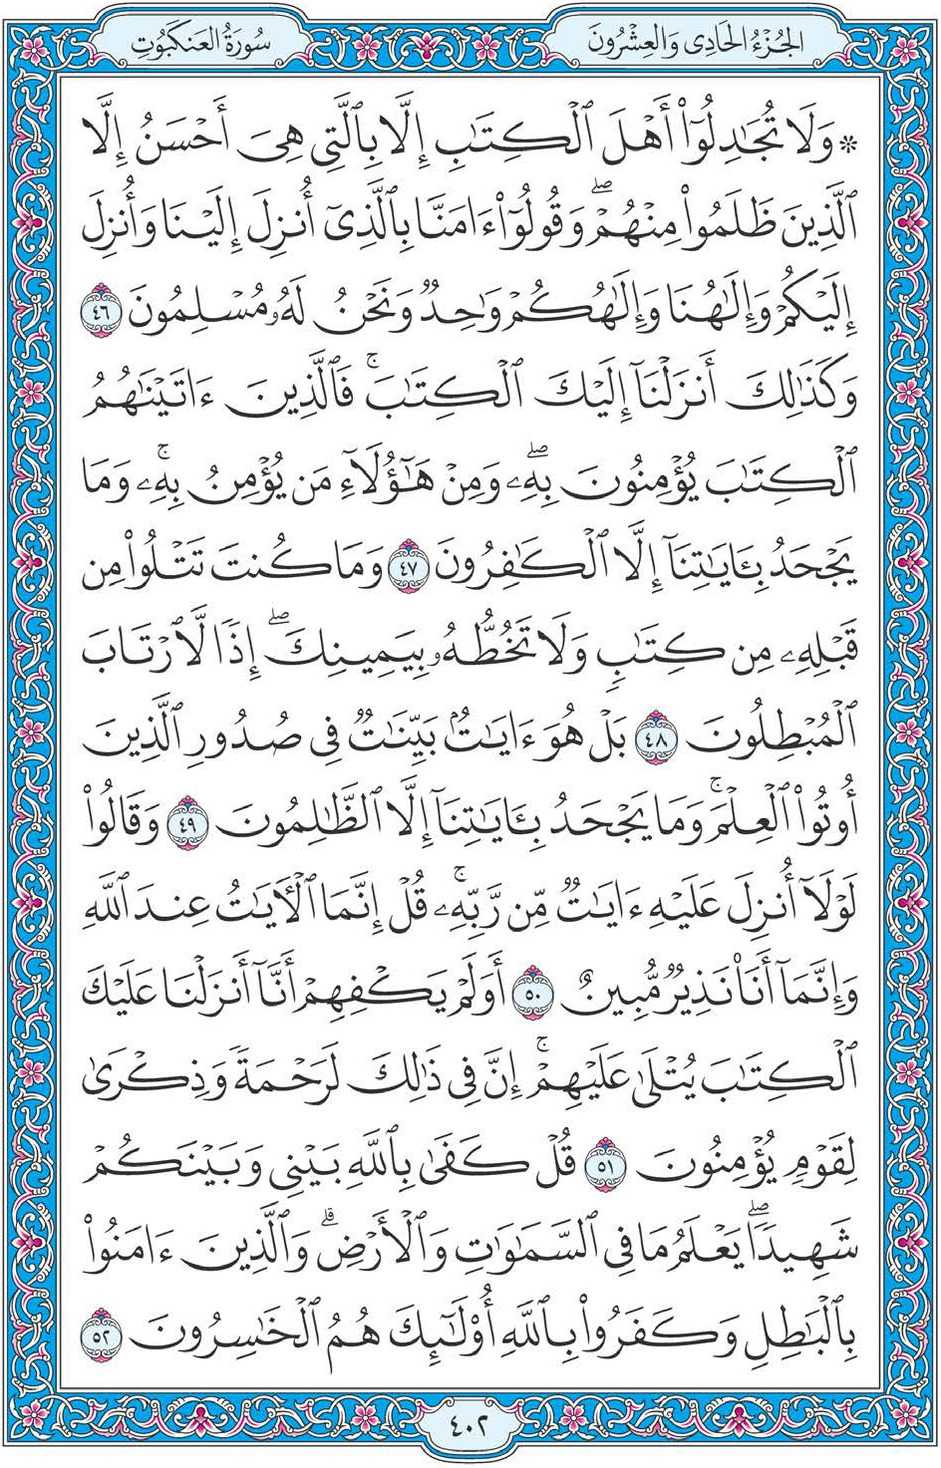 الجُزْءُ الحَادِى وَالعِشْرُونَ
سُورَةُ العَنكَبُوتِ
۞ وَلَا تُجَٰدِلُوٓاْ أَهْلَ ٱلْكِتَٰبِ إِلَّا بِٱلَّتِى هِىَ أَحْسَنُ إِلَّا
ٱلَّذِينَ ظَلَمُواْ مِنْهُمْۖ وَقُولُوٓاْ ءَامَنَّا بِٱلَّذِىٓ أُنزِلَ إِلَيْنَا وَأُنزِلَ
إِلَيْكُمْ وَإِلَٰهُنَا وَإِلَٰهُكُمْ وَٰحِدٌ وَنَحْنُ لَهُۥ مُسْلِمُونَ ٤٦
وَكَذَٰلِكَ أَنزَلْنَآ إِلَيْكَ ٱلْكِتَٰبَۚ فَٱلَّذِينَ ءَاتَيْنَٰهُمُ
ٱلْكِتَٰبَ يُؤْمِنُونَ بِهِۦۖ وَمِنْ هَٰٓؤُلَآءِ مَن يُؤْمِنُ بِهِۦۚ وَمَا
يَجْحَدُ بِـَٔايَٰتِنَآ إِلَّا ٱلْكَٰفِرُونَ ٤٧ وَمَا كُنتَ تَتْلُواْ مِن
قَبْلِهِۦ مِن كِتَٰبٍ وَلَا تَخُطُّهُۥ بِيَمِينِكَۖ إِذًا لَّٱرْتَابَ
ٱلْمُبْطِلُونَ ٤٨ بَلْ هُوَ ءَايَٰتٌۢ بَيِّنَٰتٌ فِى صُدُورِ ٱلَّذِينَ
أُوتُواْ ٱلْعِلْمَۚ وَمَا يَجْحَدُ بِـَٔايَٰتِنَآ إِلَّا ٱلظَّٰلِمُونَ ٤٩ وَقَالُواْ
لَوْلَآ أُنزِلَ عَلَيْهِ ءَايَٰتٌ مِّن رَّبِّهِۦۚ قُلْ إِنَّمَا ٱلْأٓيَٰتُ عِندَ ٱللَّهِ
وَإِنَّمَآ أَنَا۠ نَذِيرٌ مُّبِينٌ ٥٠ أَوَلَمْ يَكْفِهِمْ أَنَّآ أَنزَلْنَا عَلَيْكَ
ٱلْكِتَٰبَ يُتْلَىٰ عَلَيْهِمْۚ إِنَّ فِى ذَٰلِكَ لَرَحْمَةً وَذِكْرَىٰ
لِقَوْمٍ يُؤْمِنُونَ ٥١ قُلْ كَفَىٰ بِٱللَّهِ بَيْنِى وَبَيْنَكُمْ
شَهِيدًاۖ يَعْلَمُ مَا فِى ٱلسَّمَٰوَٰتِ وَٱلْأَرْضِۗ وَٱلَّذِينَ ءَامَنُواْ
بِٱلْبَٰطِلِ وَكَفَرُواْ بِٱللَّهِ أُوْلَٰٓئِكَ هُمُ ٱلْخَٰسِرُونَ ٥٢
٤٠٢